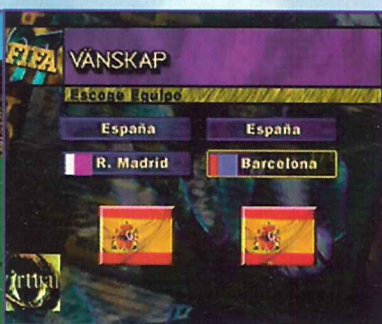 FIFA
VÄNSKAP
Escoge Equipo
España España
R. Madrid Barcelona